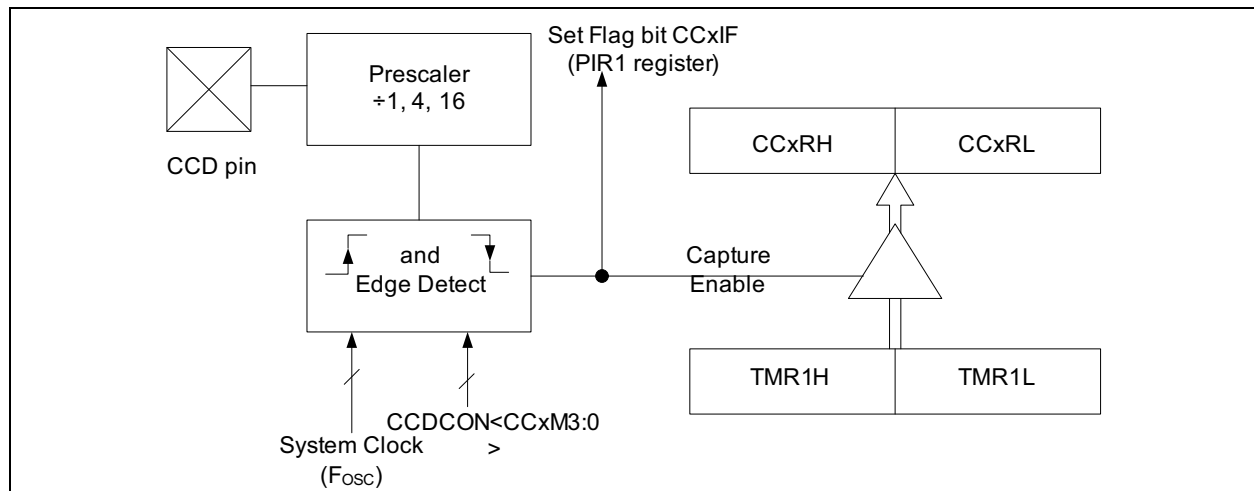 Set Flag bit CCxIF
(PIR1 register)
Prescaler
÷1, 4, 16
CCD pin
CCxRH
CCxRL
and
Edge Detect
Capture
Enable
TMR1H
TMR1L
CCDCON<CCxM3:0
>
System Clock
(FOSC)